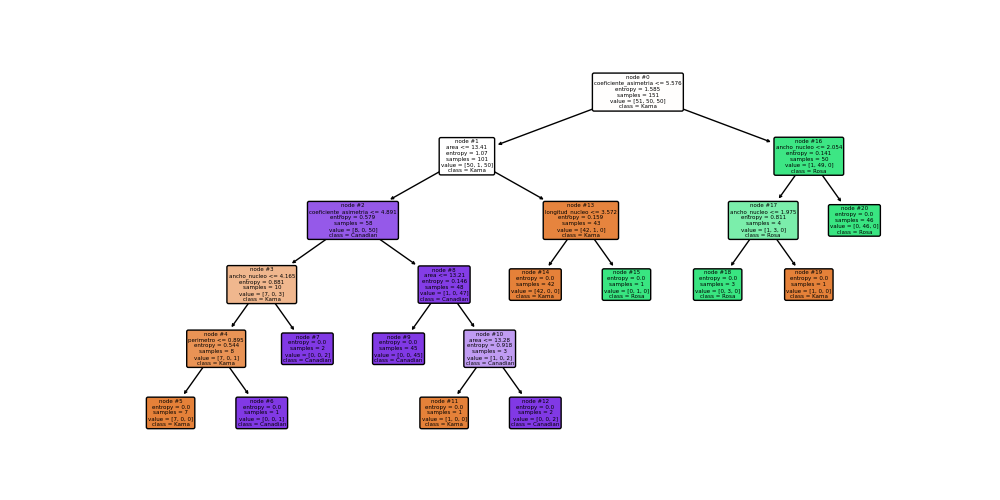 node #0
coeficiente_asimetria <= 5.576
entropy = 1.585
samples = 151
value = [51, 50, 50]
class = Kama
node #1
area <= 13.41
entropy = 1.07
samples = 101
value = [50, 1, 50]
class = Kama
node #16
ancho_nucleo <= 2.054
entropy = 0.141
samples = 50
value = [1, 49, 0]
class = Rosa
node #2
coeficiente_asimetria <= 4.891
entropy = 0.579
samples = 58
value = [8, 0, 50]
class = Canadian
node #13
longitud_nucleo <= 3.572
entropy = 0.159
samples = 43
value = [42, 1, 0]
class = Kama
node #17
ancho_nucleo <= 1.975
entropy = 0.811
samples = 4
value = [1, 3, 0]
class = Rosa
node #20
entropy = 0.0
samples = 46
value = [0, 46, 0]
class = Rosa
node #3
ancho_nucleo <= 4.165
entropy = 0.881
samples = 10
value = [7, 0, 3]
class = Kama
node #8
area <= 13.21
entropy = 0.146
samples = 48
value = [1, 0, 47]
class = Canadian
node #14
entropy = 0.0
samples = 42
value = [42, 0, 0]
class = Kama
node #15
entropy = 0.0
samples = 1
value = [0, 1, 0]
class = Rosa
node #18
entropy = 0.0
samples = 3
value = [0, 3, 0]
class = Rosa
node #19
entropy = 0.0
samples = 1
value = [1, 0, 0]
class = Kama
node #4
perimetro <= 0.895
entropy = 0.544
samples = 8
value = [7, 0, 1]
class = Kama
node #7
entropy = 0.0
samples = 2
value = [0, 0, 2]
class = Canadian
node #9
entropy = 0.0
samples = 45
value = [0, 0, 45]
class = Canadian
node #10
area <= 13.28
entropy = 0.918
samples = 3
value = [1, 0, 2]
class = Canadian
node #5
entropy = 0.0
samples = 7
value = [7, 0, 0]
class = Kama
node #6
entropy = 0.0
samples = 1
value = [0, 0, 1]
class = Canadian
node #11
entropy = 0.0
samples = 1
value = [1, 0, 0]
class = Kama
node #12
entropy = 0.0
samples = 2
value = [0, 0, 2]
class = Canadian